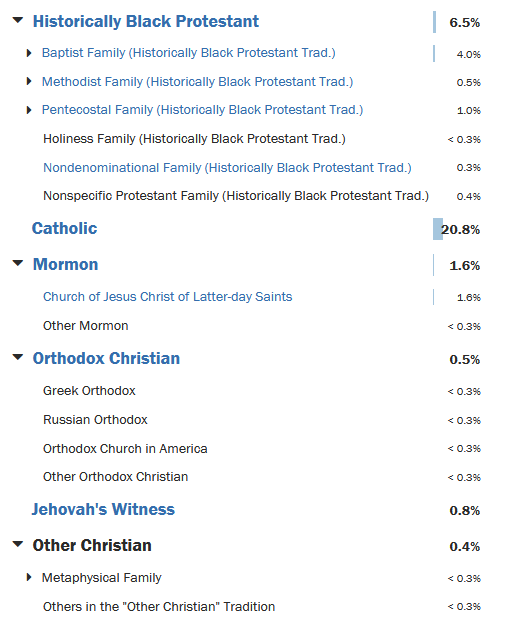 Historically Black Protestant 6.5%
Baptist Family (Historically Black Protestant Trad.) 4.0%
Methodist Family (Historically Black Protestant Trad.) 0.5%
Pentecostal Family (Historically Black Protestant Trad.) 1.0%
Holiness Family (Historically Black Protestant Trad.) < 0.3%
Nondenominational Family (Historically Black Protestant Trad.) 0.3%
Nonspecific Protestant Family (Historically Black Protestant Trad.) 0.4%
Catholic 20.8%
Mormon 1.6%
Church of Jesus Christ of Latter-day Saints 1.6%
Other Mormon < 0.3%
Orthodox Christian 0.5%
Greek Orthodox < 0.3%
Russian Orthodox < 0.3%
Orthodox Church in America < 0.3%
Other Orthodox Christian < 0.3%
Jehovah's Witness 0.8%
Other Christian 0.4%
Metaphysical Family < 0.3%
Others in the "Other Christian" Tradition < 0.3%